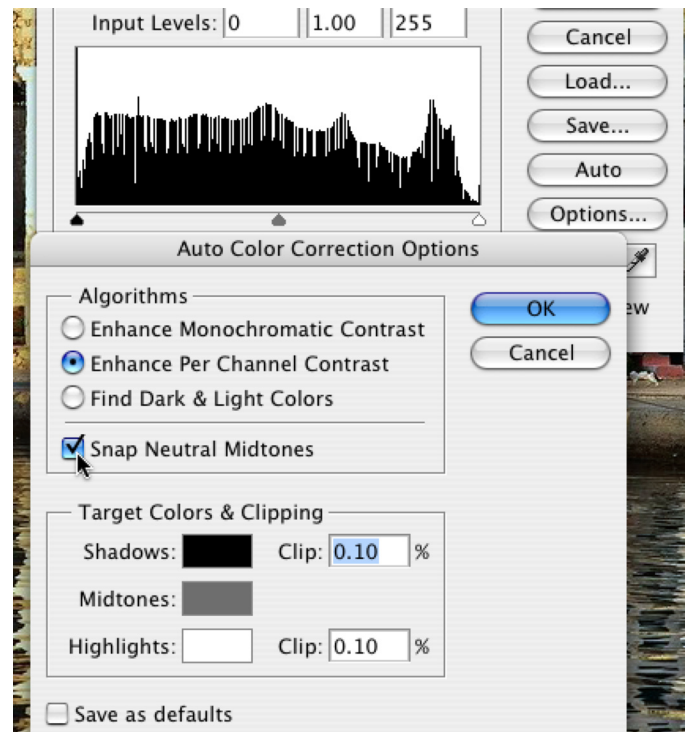 Input Levels: 0 1.00 255
Cancel
Load...
Save...
Auto
Options...
ew
Auto Color Correction Options
Algorithms
Enhance Monochromatic Contrast
Enhance Per Channel Contrast
Find Dark & Light Colors
Snap Neutral Midtones
OK
Cancel
Target Colors & Clipping
Shadows: Clip: 0.10 %
Midtones:
Highlights: Clip: 0.10 %
Save as defaults